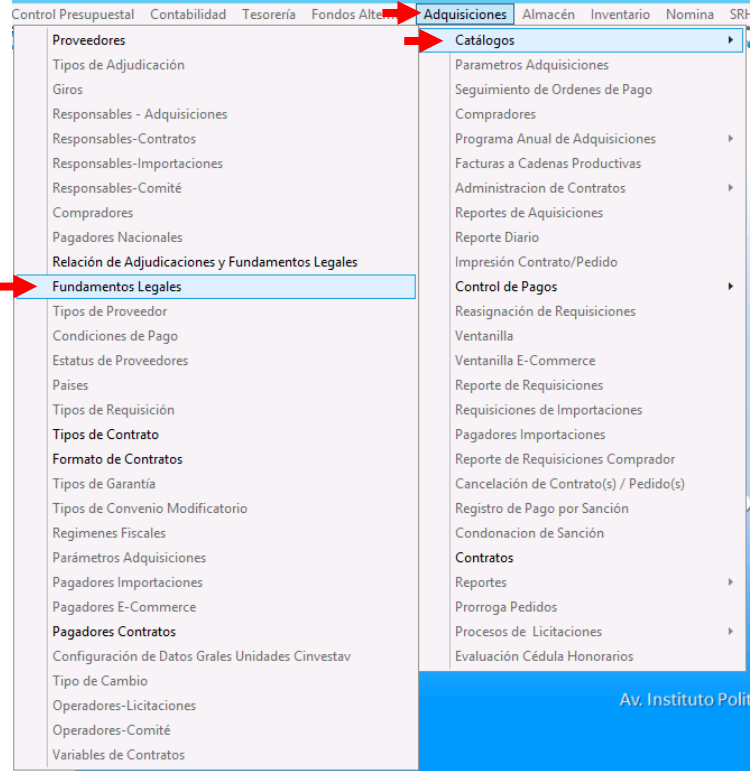 Control Presupuestal Contabilidad Tesorería Fondos Adquisiciones Almacén Inventario Nomina
Proveedores
Tipos de Adjudicación
Giros
Responsables - Adquisiciones
Responsables-Contratos
Responsables-Importaciones
Responsables-Comité
Compradores
Pagadores Nacionales
Relación de Adjudicaciones y Fundamentos Legales
Fundamentos Legales
Tipos de Proveedor
Condiciones de Pago
Estatus de Proveedores
Paises
Tipos de Requisición
Tipos de Contrato
Formato de Contratos
Tipos de Garantía
Tipos de Convenio Modificatorio
Regimenes Fiscales
Parámetros Adquisiciones
Pagadores Importaciones
Pagadores E-Commerce
Pagadores Contratos
Configuración de Datos Grales Unidades Cinvestav
Tipo de Cambio
Operadores-Licitaciones
Operadores-Comité
Variables de Contratos
Catálogos
Parametros Adquisiciones
Seguimiento de Ordenes de Pago
Compradores
Programa Anual de Adquisiciones
Facturas a Cadenas Productivas
Administracion de Contratos
Reportes de Aquisiciones
Reporte Diario
Impresión Contrato/Pedido
Control de Pagos
Reasignación de Requisiciones
Ventanilla
Ventanilla E-Commerce
Reporte de Requisiciones
Requisiciones de Importaciones
Pagadores Importaciones
Reporte de Requisiciones Comprador
Cancelación de Contrato(s) / Pedido(s)
Registro de Pago por Sanción
Condonacion de Sanción
Contratos
Reportes
Prorroga Pedidos
Procesos de Licitaciones
Evaluación Cédula Honorarios
Av. Instituto